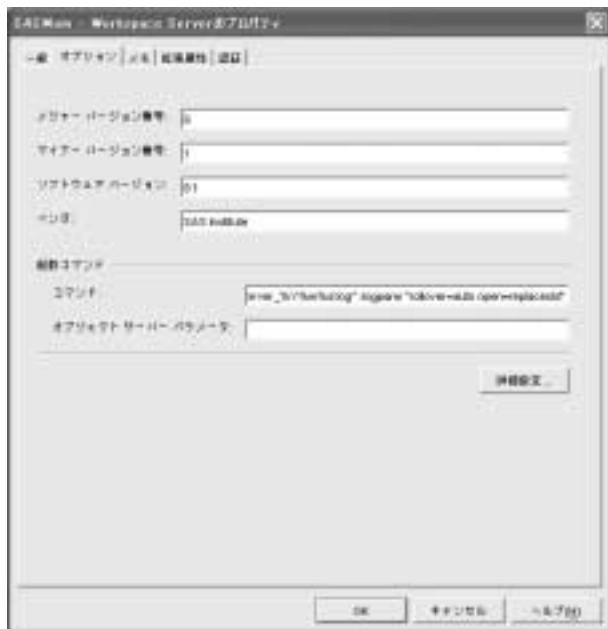 SASMain - Workspace Serverのプロパティ
一般 オプション メモ 拡張属性 認証
メジャー バージョン番号:
マイナー バージョン番号: 1
ソフトウェア バージョン: 9.1
ベンダ: SAS Institute
起動コマンド
コマンド:
オブジェクト サーバー パラメータ:
詳細設定...
OK キャンセル ヘルプ(H)